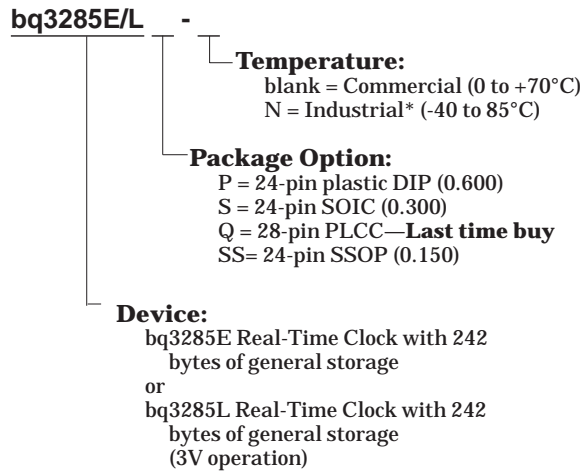 bq3285E/L -
Temperature:
blank = Commercial (0 to +70°C)
N = Industrial* (-40 to 85°C)
Package Option:
P = 24-pin plastic DIP (0.600)
S = 24-pin SOIC (0.300)
Q = 28-pin PLCC—Last time buy
SS= 24-pin SSOP (0.150)
Device:
bq3285E Real-Time Clock with 242
bytes of general storage
or
bq3285L Real-Time Clock with 242
bytes of general storage
(3V operation)